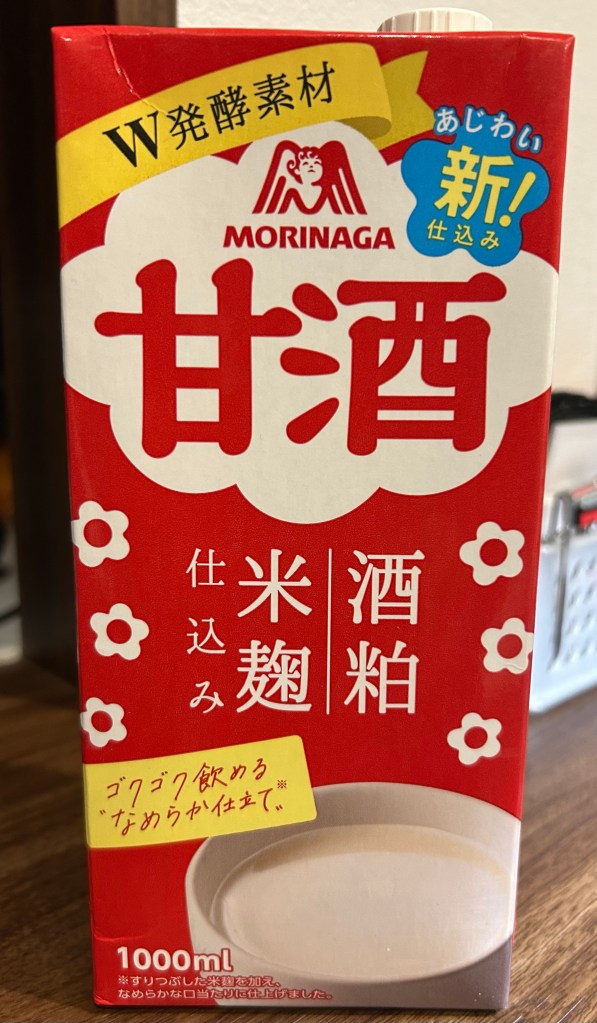 W発酵素材
あじわい
新!
仕込み
MORINAGA
甘酒
酒粕
米麹
仕込み
ゴクゴク飲める
"なめらか仕立て"※
1000ml
※すりつぶした米麹を加え、
なめらかな口当たりに仕上げました。